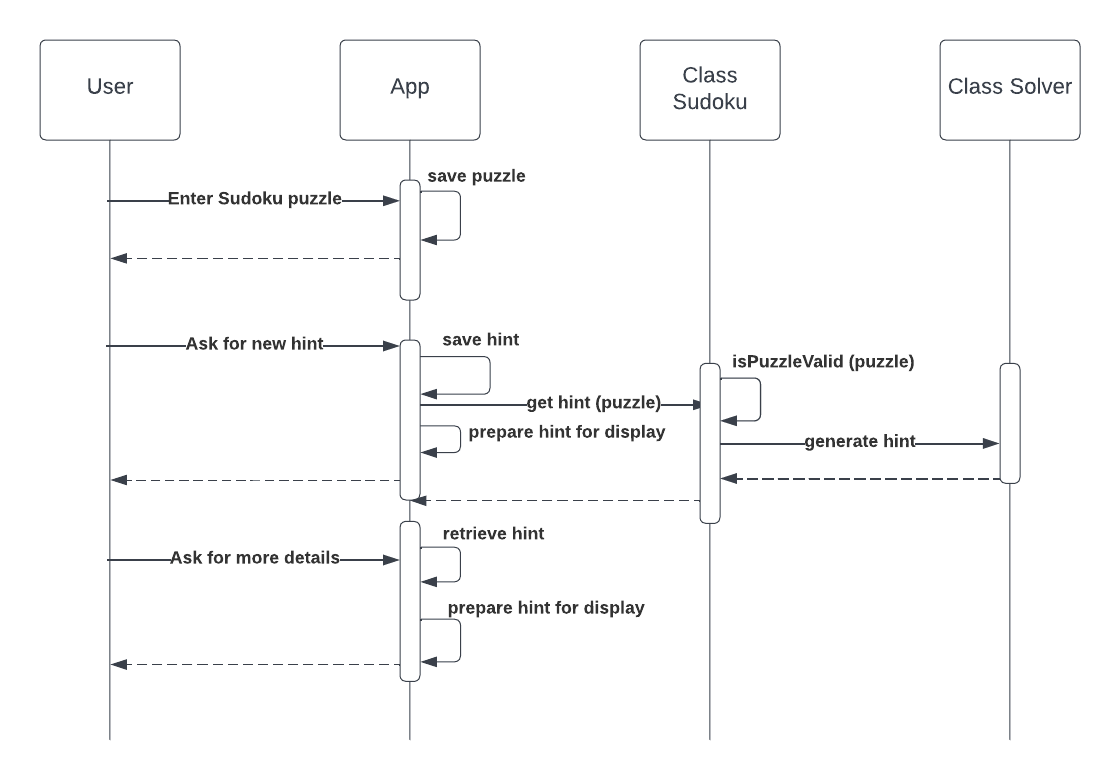 User
App
Class
Sudoku
Class Solver
save puzzle
Enter Sudoku puzzle
save hint
Ask for new hint
isPuzzleValid (puzzle)
get hint (puzzle)
prepare hint for display
generate hint
retrieve hint
Ask for more details
prepare hint for display